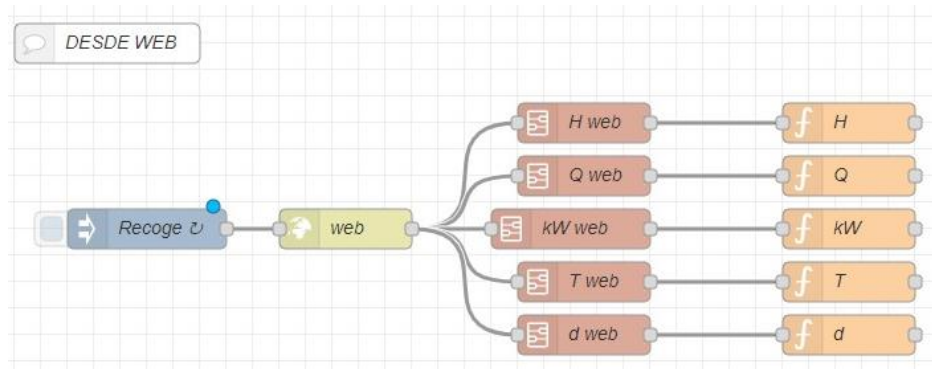 DESDE WEB
H web
H
Q web
Q
Recoge ↻
web
kW web
kW
T web
T
d web
d